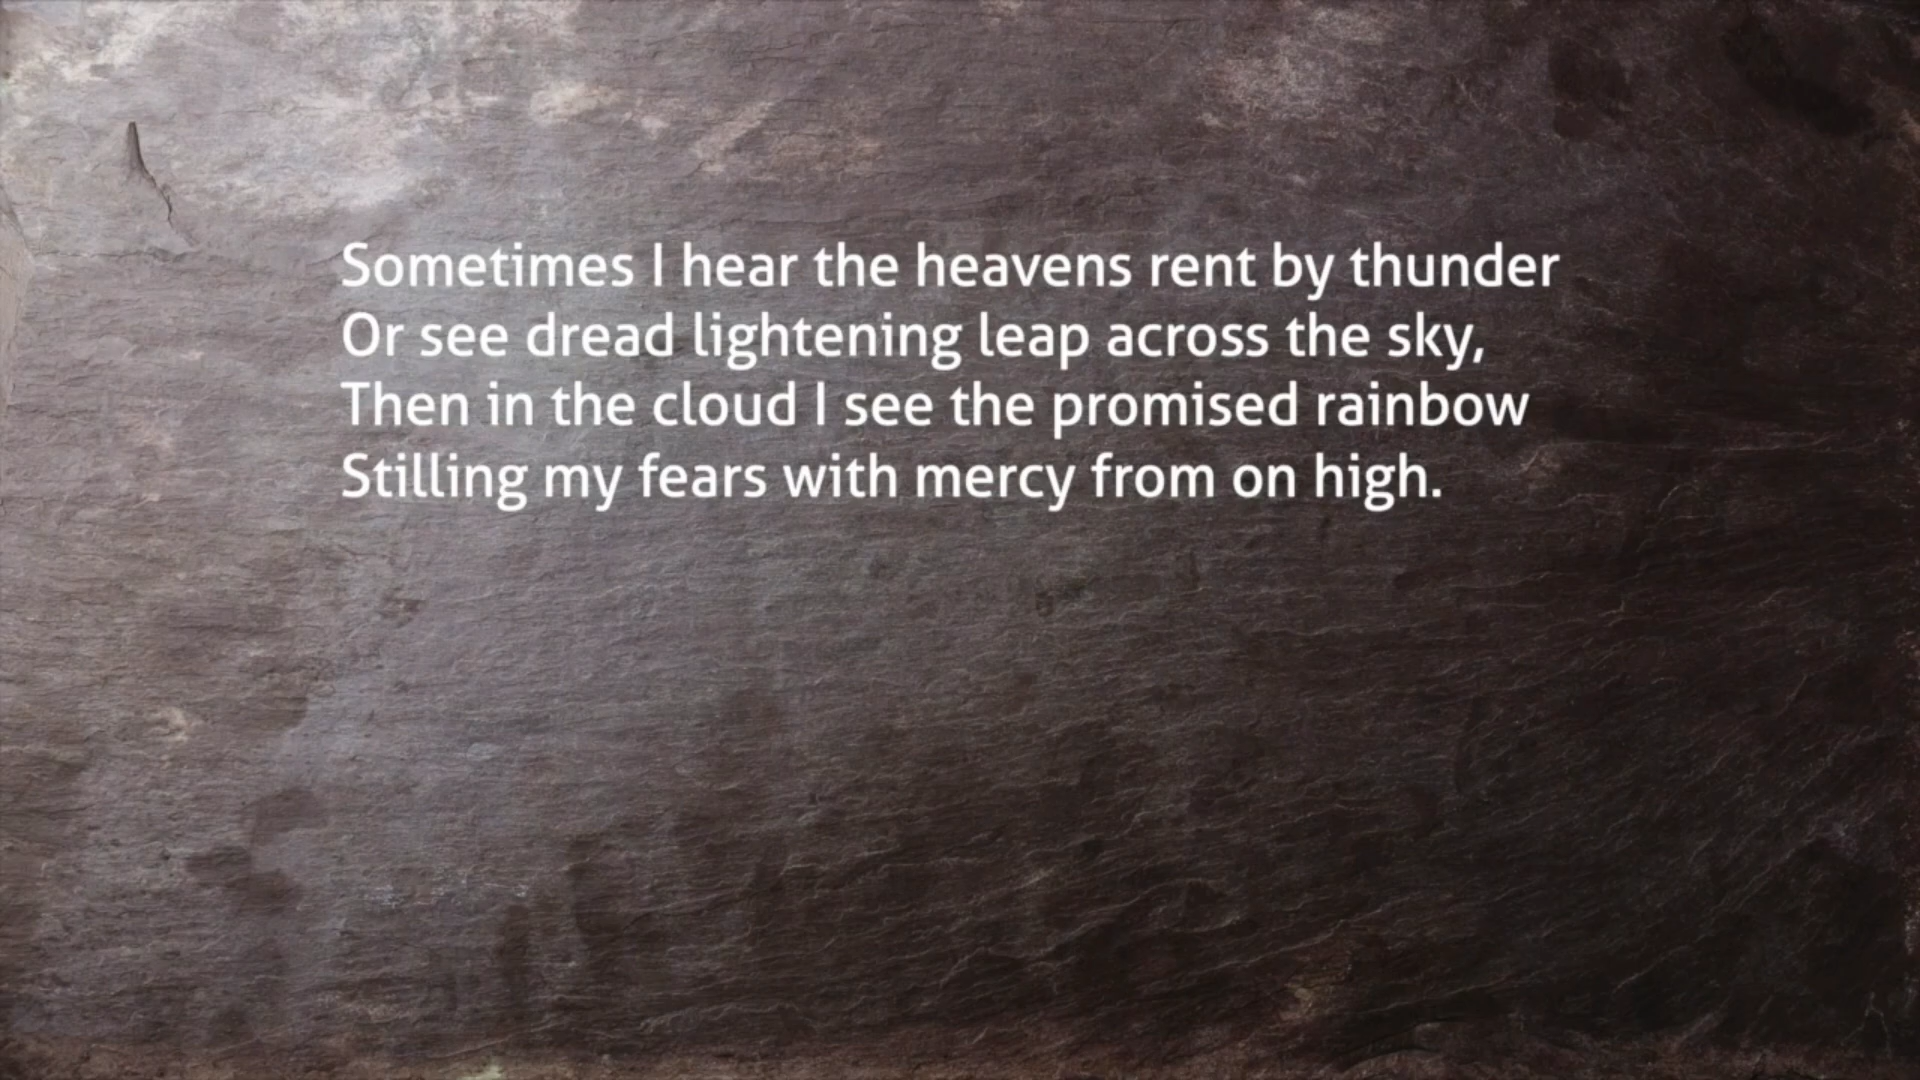 Sometimes I hear the heavens rent by thunder
Or see dread lightening leap across the sky,
Then in the cloud I see the promised rainbow
Stilling my fears with mercy from on high.